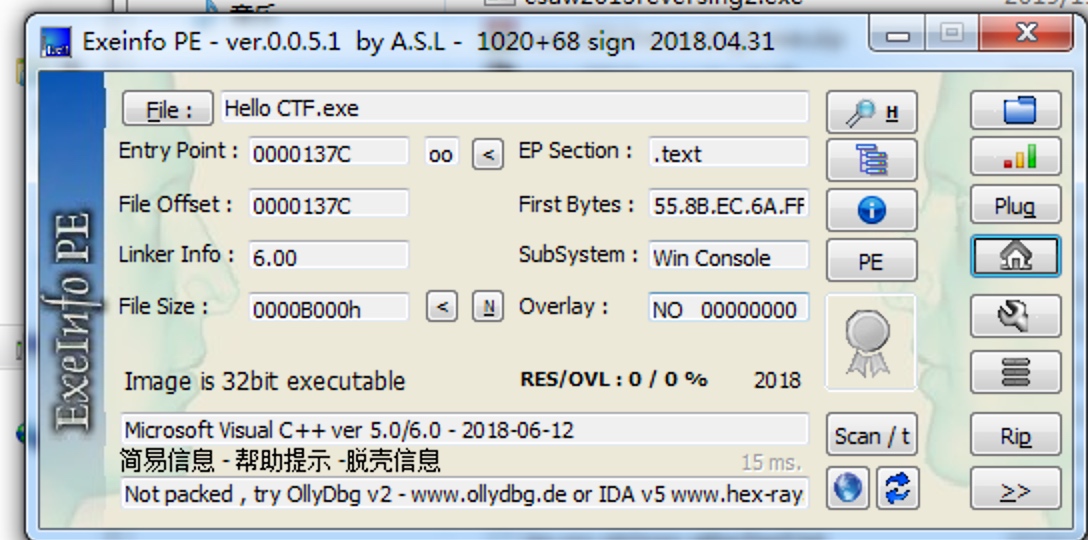 Exeinfo PE - ver.0.0.5.1 by A.S.L - 1020+68 sign 2018.04.31
ExeInfo PE
File : Hello CTF.exe H
Entry Point : 0000137C oo < EP Section : .text
File Offset : 0000137C First Bytes : 55.8B.EC.6A.FF Plug
Linker Info : 6.00 SubSystem : Win Console PE
File Size : 0000B000h < N Overlay : NO 00000000
Image is 32bit executable RES/OVL : 0 / 0 % 2018
Microsoft Visual C++ ver 5.0/6.0 - 2018-06-12 Scan / t Rip
简易信息 - 帮助提示 -脱壳信息 15 ms.
Not packed , try OllyDbg v2 - www.ollydbg.de or IDA v5 www.hex-ray >>